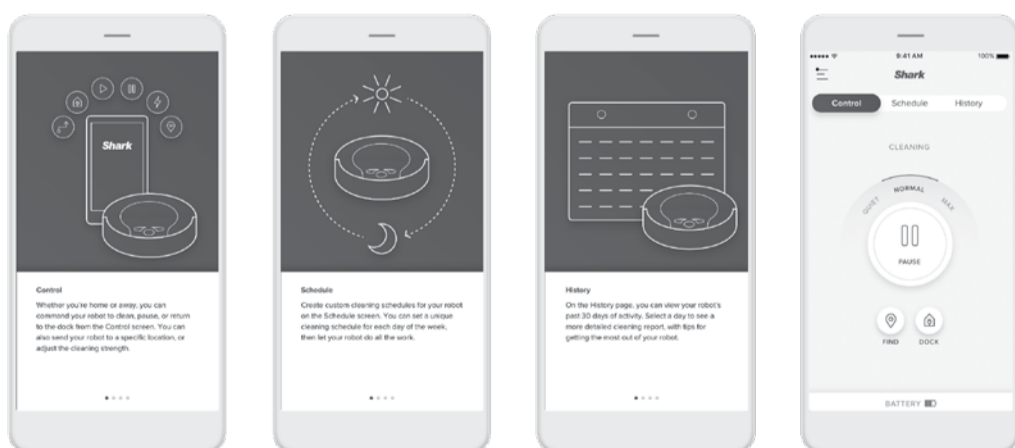 Shark
Control
Whether you're home or away, you can
command your robot to clean, pause, or return
to the dock from the Control screen. You can
also send your robot to a specific location, or
adjust the cleaning strength.
Schedule
Create custom cleaning schedules for your robot
on the Schedule screen. You can set a unique
cleaning schedule for each day of the week,
then let your robot do all the work.
History
On the History page, you can view your robot's
past 30 days of activity. Select a day to see a
more detailed cleaning report, with tips for
getting the most out of your robot.
9:41 AM 100%
Shark
Control Schedule History
CLEANING
QUIET NORMAL MAX
PAUSE
FIND DOCK
BATTERY